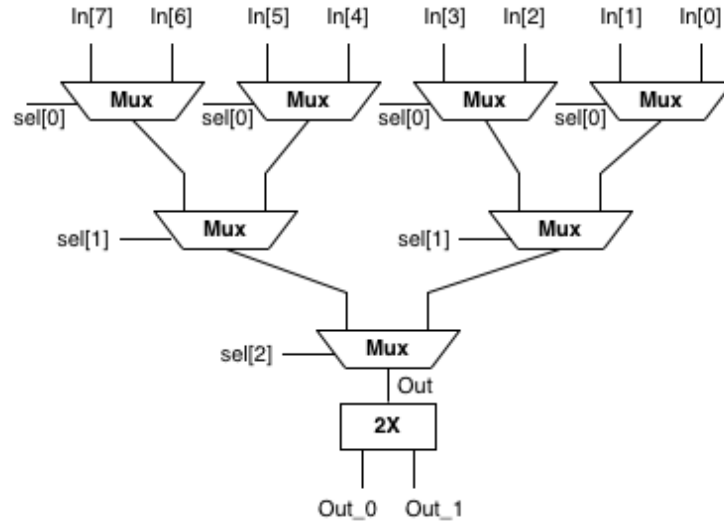 In[7] In[6] In[5] In[4] In[3] In[2] In[1] In[0]
Mux Mux Mux Mux
sel[0] sel[0] sel[0] sel[0]
Mux Mux
sel[1] sel[1]
Mux
sel[2]
Out
2X
Out_0 Out_1